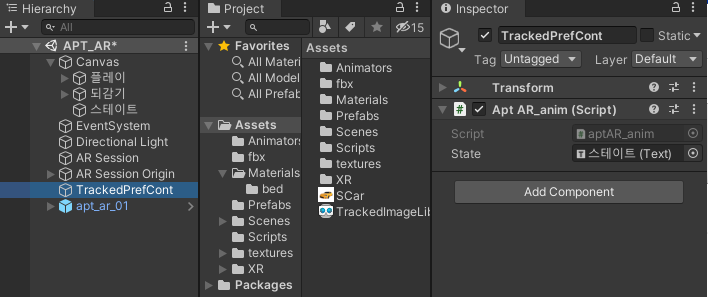 Hierarchy
All
APT_AR*
Canvas
플레이
되감기
스테이트
EventSystem
Directional Light
AR Session
AR Session Origin
TrackedPrefCont
apt_ar_01
Project
15
Favorites
All Materi
All Model
All Prefab
Assets
Animators
fbx
Materials
bed
Prefabs
Scenes
Scripts
textures
XR
Packages
Assets
Animators
fbx
Materials
Prefabs
Scenes
Scripts
textures
XR
SCar
TrackedImageLib
Inspector
TrackedPrefCont
Static
Tag Untagged Layer Default
Transform
Apt AR_anim (Script)
Script aptAR_anim
State 스테이트 (Text)
Add Component